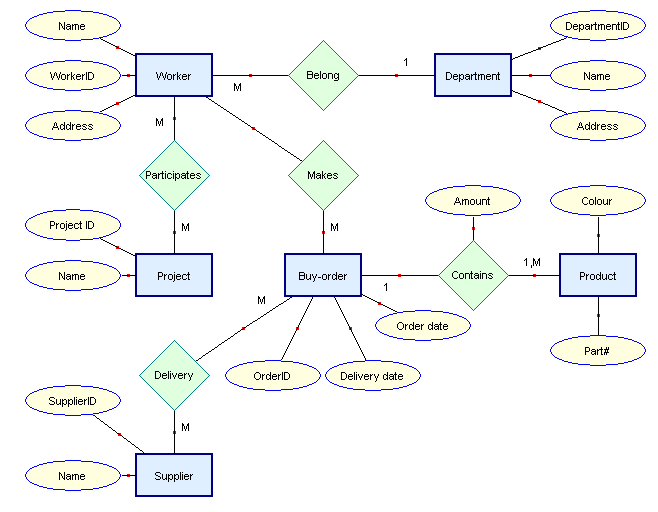 Name
DepartmentID
WorkerID
Worker
Belong
Department
Name
M
1
Address
Address
M
Participates
Makes
Amount
Colour
Project ID
M
M
Name
Project
Buy-order
Contains
1,M
Product
1
M
Order date
Part#
Delivery
OrderID
Delivery date
SupplierID
M
Name
Supplier